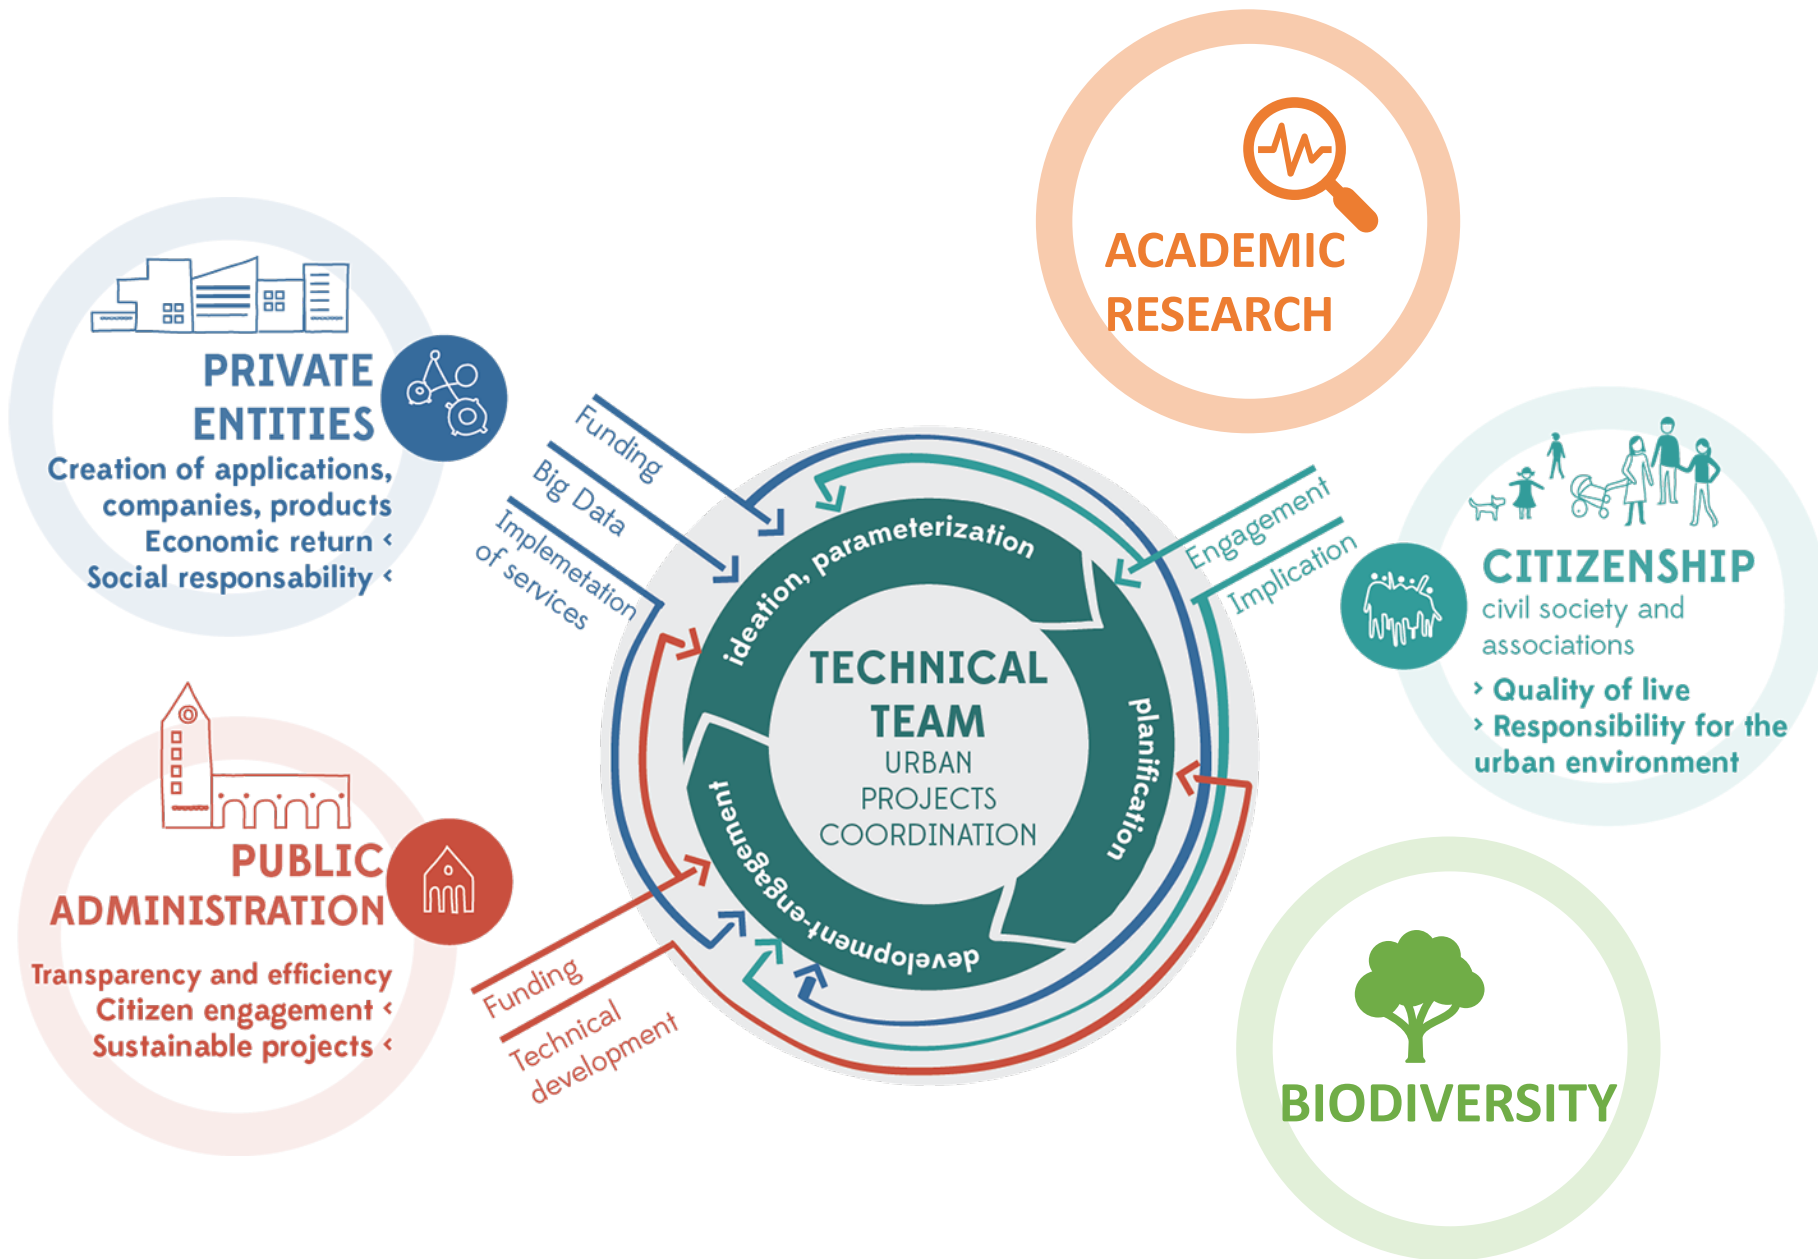 ACADEMIC
RESEARCH
PRIVATE
ENTITIES
Creation of applications,
companies, products
Economic return ‹
Social responsability ‹
Funding
Big Data
Implemetation
of services
Engagement
Implication
CITIZENSHIP
civil society and
associations
› Quality of live
› Responsibility for the
urban environment
ideation, parameterization
planification
development-engagement
TECHNICAL
TEAM
URBAN
PROJECTS
COORDINATION
PUBLIC
ADMINISTRATION
Transparency and efficiency
Citizen engagement ‹
Sustainable projects ‹
Funding
Technical
development
BIODIVERSITY